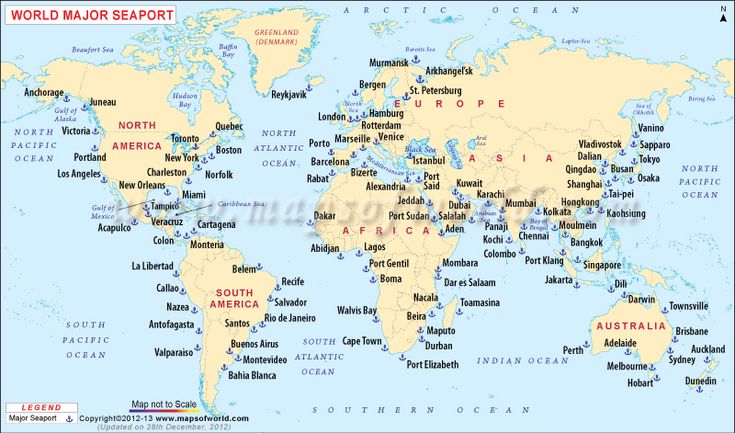 WORLD MAJOR SEAPORT
ARCTIC OCEAN
N
GREENLAND
(DENMARK)
Beaufort Sea
Baffin
Bay
Barents Sea
Laptev Sea
Murmansk
Arkhangel'sk
Anchorage
Juneau
Gulf of
Alaska
Hudson
Bay
Reykjavik
Bergen
St. Petersburg
Sea of
Okhotsk
Bering Sea
North
Sea
EUROPE
NORTH
PACIFIC
OCEAN
Victoria
NORTH
AMERICA
Toronto
Quebec
London
Hamburg
Rotterdam
Vanino
Portland
New York
Boston
NORTH
ATLANTIC
OCEAN
Porto
Marseille
Venice
Black Sea
Aral
Sea
Caspian Sea
Vladivostok
Sapporo
Los Angeles
Charleston
Norfolk
Barcelona
Mediterranean Sea
Istanbul
ASIA
Dalian
Tokyo
NORTH
PACIFIC
OCEAN
New Orleans
Rabat
Bizerte
Port
Said
Qingdao
Busan
Osaka
Miami
Alexandria
Kuwait
Karachi
Shanghai
Gulf of
Mexico
Tampico
Caribbean Sea
Jeddah
Dubai
Mumbai
Hongkong
Tai-pei
www.mapsofworld.com
Veracruz
Dakar
Port Sudan
Salalah
Arabian
Kolkata
Kaohsiung
Acapulco
Cartagena
AFRICA
Aden
Panaji
Bay of
Bengal
Moulmein
Colon
Monteria
Abidjan
Lagos
Kochi
Chennai
Bangkok
Colombo
Port Klang
La Libertad
Belem
Port Gentil
Mombara
Singapore
Callao
Recife
Boma
Dar es Salaam
Jakarta
Dili
SOUTH
AMERICA
Salvador
Nacala
Toamasina
Darwin
Nazea
Rio de Janeiro
Walvis Bay
Beira
Townsville
SOUTH
PACIFIC
OCEAN
Antofagasta
Santos
Maputo
AUSTRALIA
Brisbane
Valparaiso
Buenos Airus
SOUTH
ATLANTIC
OCEAN
Cape Town
Durban
INDIAN OCEAN
Perth
Adelaide
Sydney
Auckland
Montevideo
Port Elizabeth
Melbourne
Bahia Blanca
Hobart
Dunedin
SOUTHERN OCEAN
LEGEND
Major Seaport
Map not to Scale
Copyright©2012-13 www.mapsofworld.com
(Updated on 28th December, 2012)